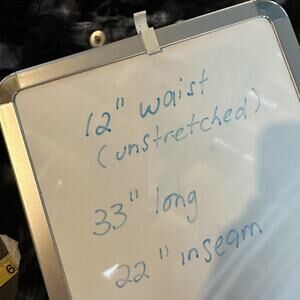 12" waist
(unstretched)
33" long
22" inseam